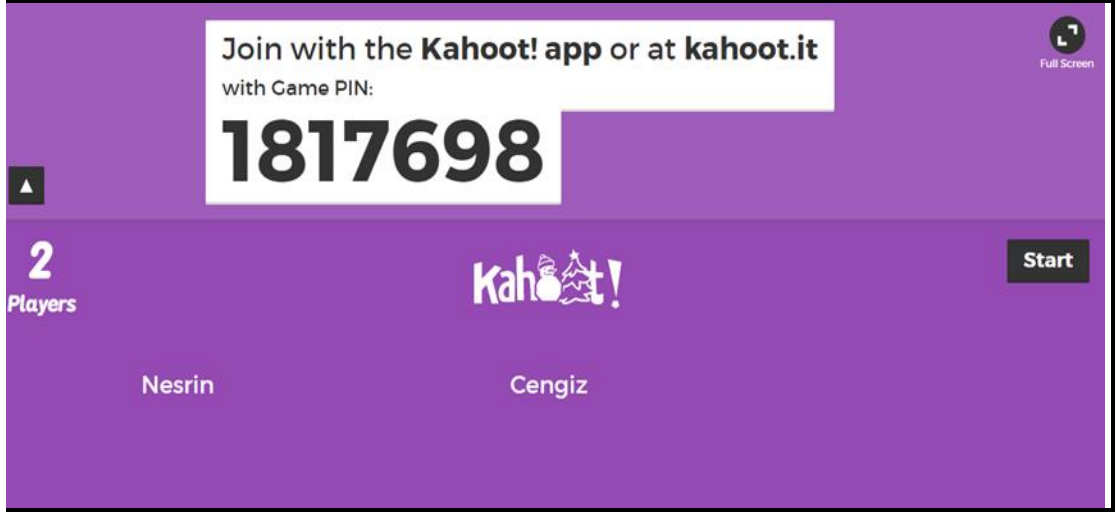 Join with the Kahoot! app or at kahoot.it
Full Screen
with Game PIN:
1817698
2
Players
Kahoot!
Start
Nesrin
Cengiz